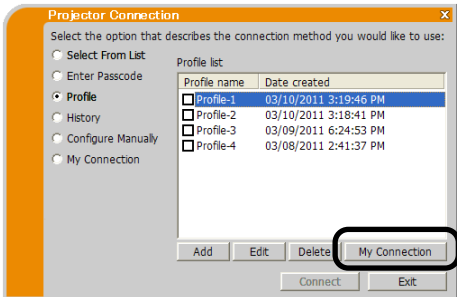 Projector Connection x
Select the option that describes the connection method you would like to use:
Select From List
Enter Passcode
Profile
History
Configure Manually
My Connection
Profile list
Profile name Date created
Profile-1 03/10/2011 3:19:46 PM
Profile-2 03/10/2011 3:18:41 PM
Profile-3 03/09/2011 6:24:53 PM
Profile-4 03/08/2011 2:41:37 PM
Add Edit Delete My Connection
Connect Exit